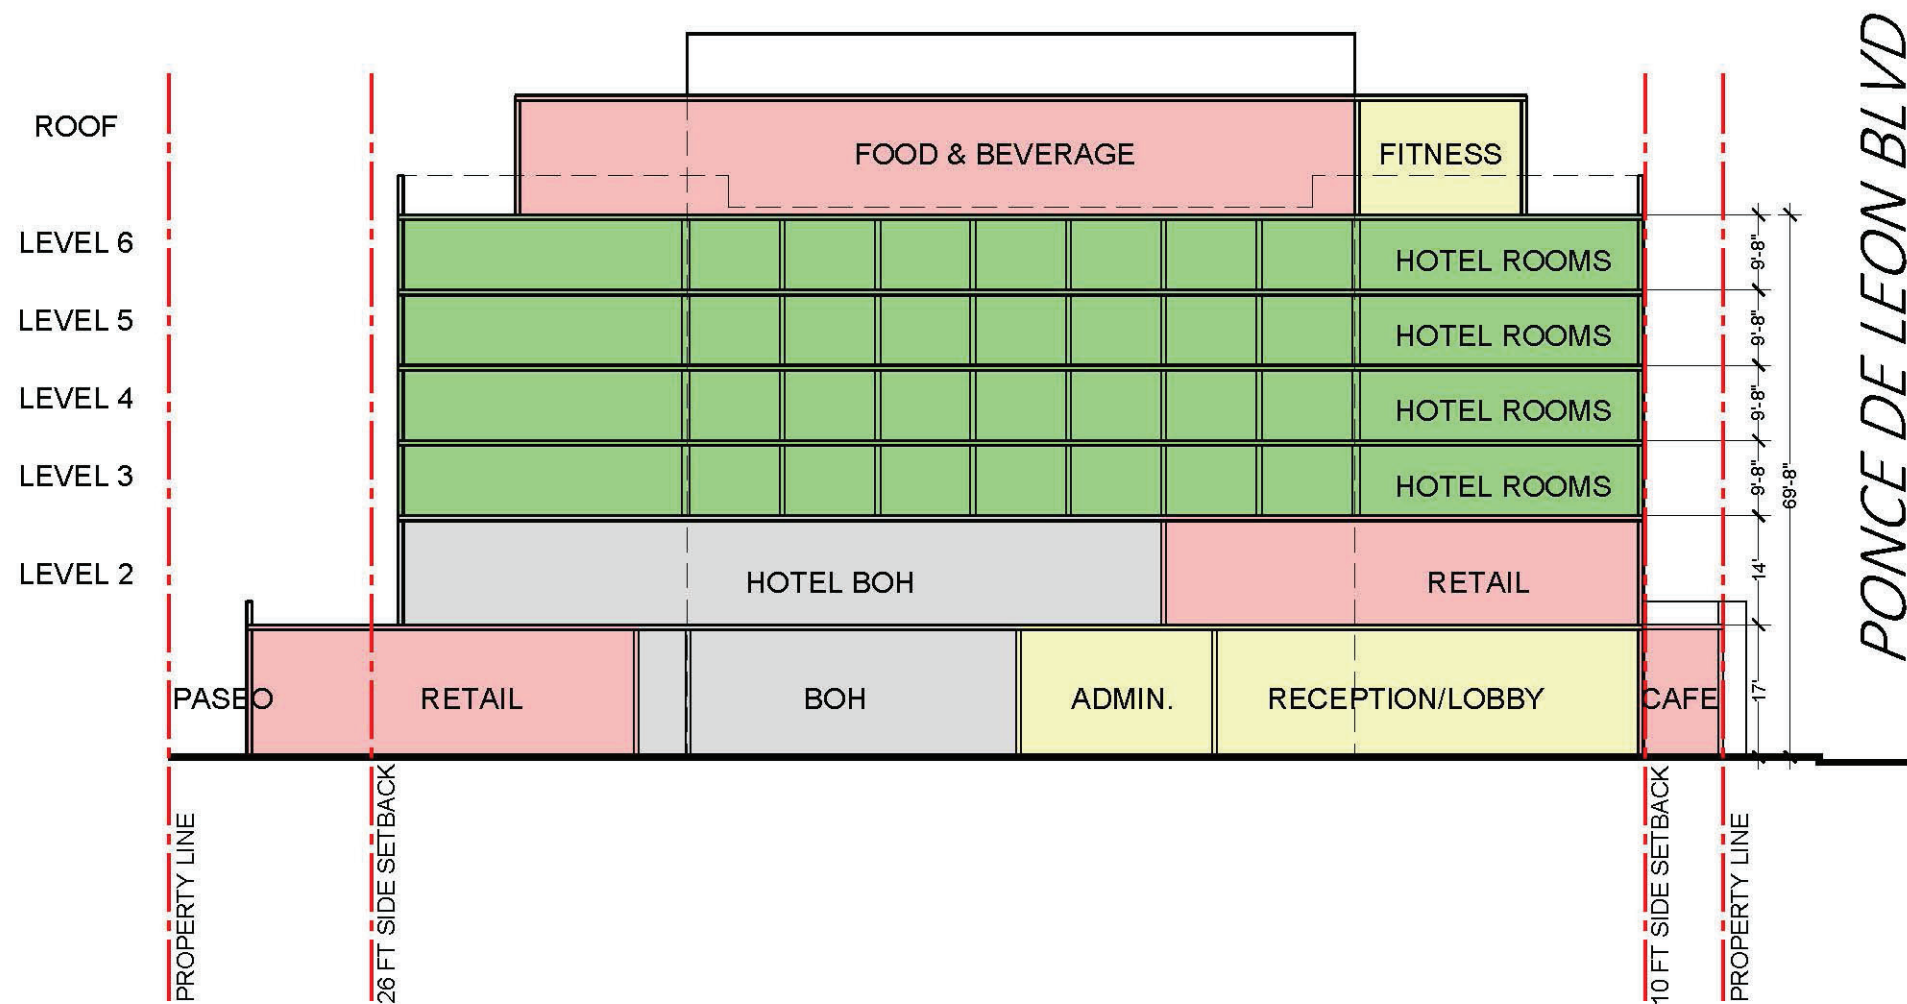 PONCE DE LEON BLVD
ROOF
FOOD & BEVERAGE
FITNESS
LEVEL 6
HOTEL ROOMS
9'-8"
LEVEL 5
HOTEL ROOMS
9'-8"
LEVEL 4
HOTEL ROOMS
9'-8"
LEVEL 3
HOTEL ROOMS
9'-8"
69'-8"
LEVEL 2
HOTEL BOH
RETAIL
14'
PASEO
RETAIL
BOH
ADMIN.
RECEPTION/LOBBY
CAFE
17'
PROPERTY LINE
26 FT SIDE SETBACK
10 FT SIDE SETBACK
PROPERTY LINE